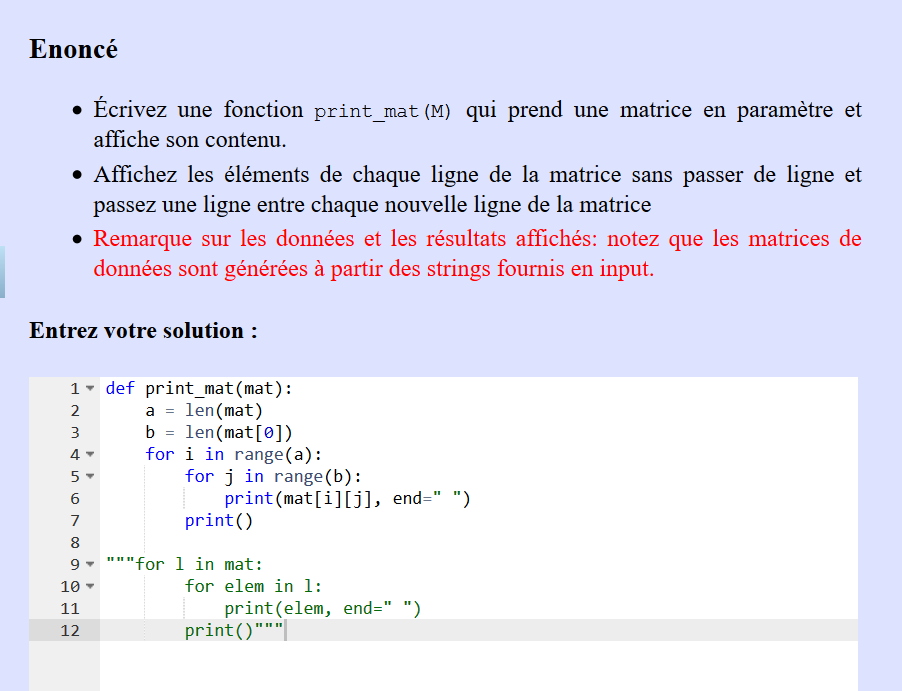 Enoncé
• Écrivez une fonction print_mat(M) qui prend une matrice en paramètre et
affiche son contenu.
• Affichez les éléments de chaque ligne de la matrice sans passer de ligne et
passez une ligne entre chaque nouvelle ligne de la matrice
• Remarque sur les données et les résultats affichés: notez que les matrices de
données sont générées à partir des strings fournis en input.
Entrez votre solution :
1 def print_mat(mat):
2     a = len(mat)
3     b = len(mat[0])
4     for i in range(a):
5         for j in range(b):
6             print(mat[i][j], end=" ")
7         print()
8
9 """for l in mat:
10         for elem in l:
11             print(elem, end=" ")
12         print()"""